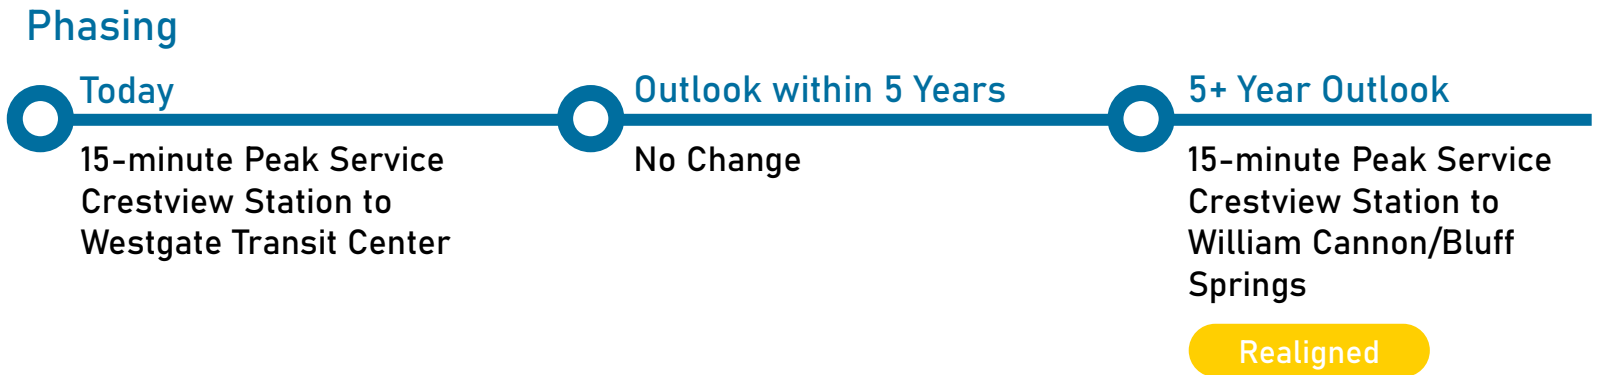 Phasing
Today
15-minute Peak Service
Crestview Station to
Westgate Transit Center
Outlook within 5 Years
No Change
5+ Year Outlook
15-minute Peak Service
Crestview Station to
William Cannon/Bluff
Springs
Realigned